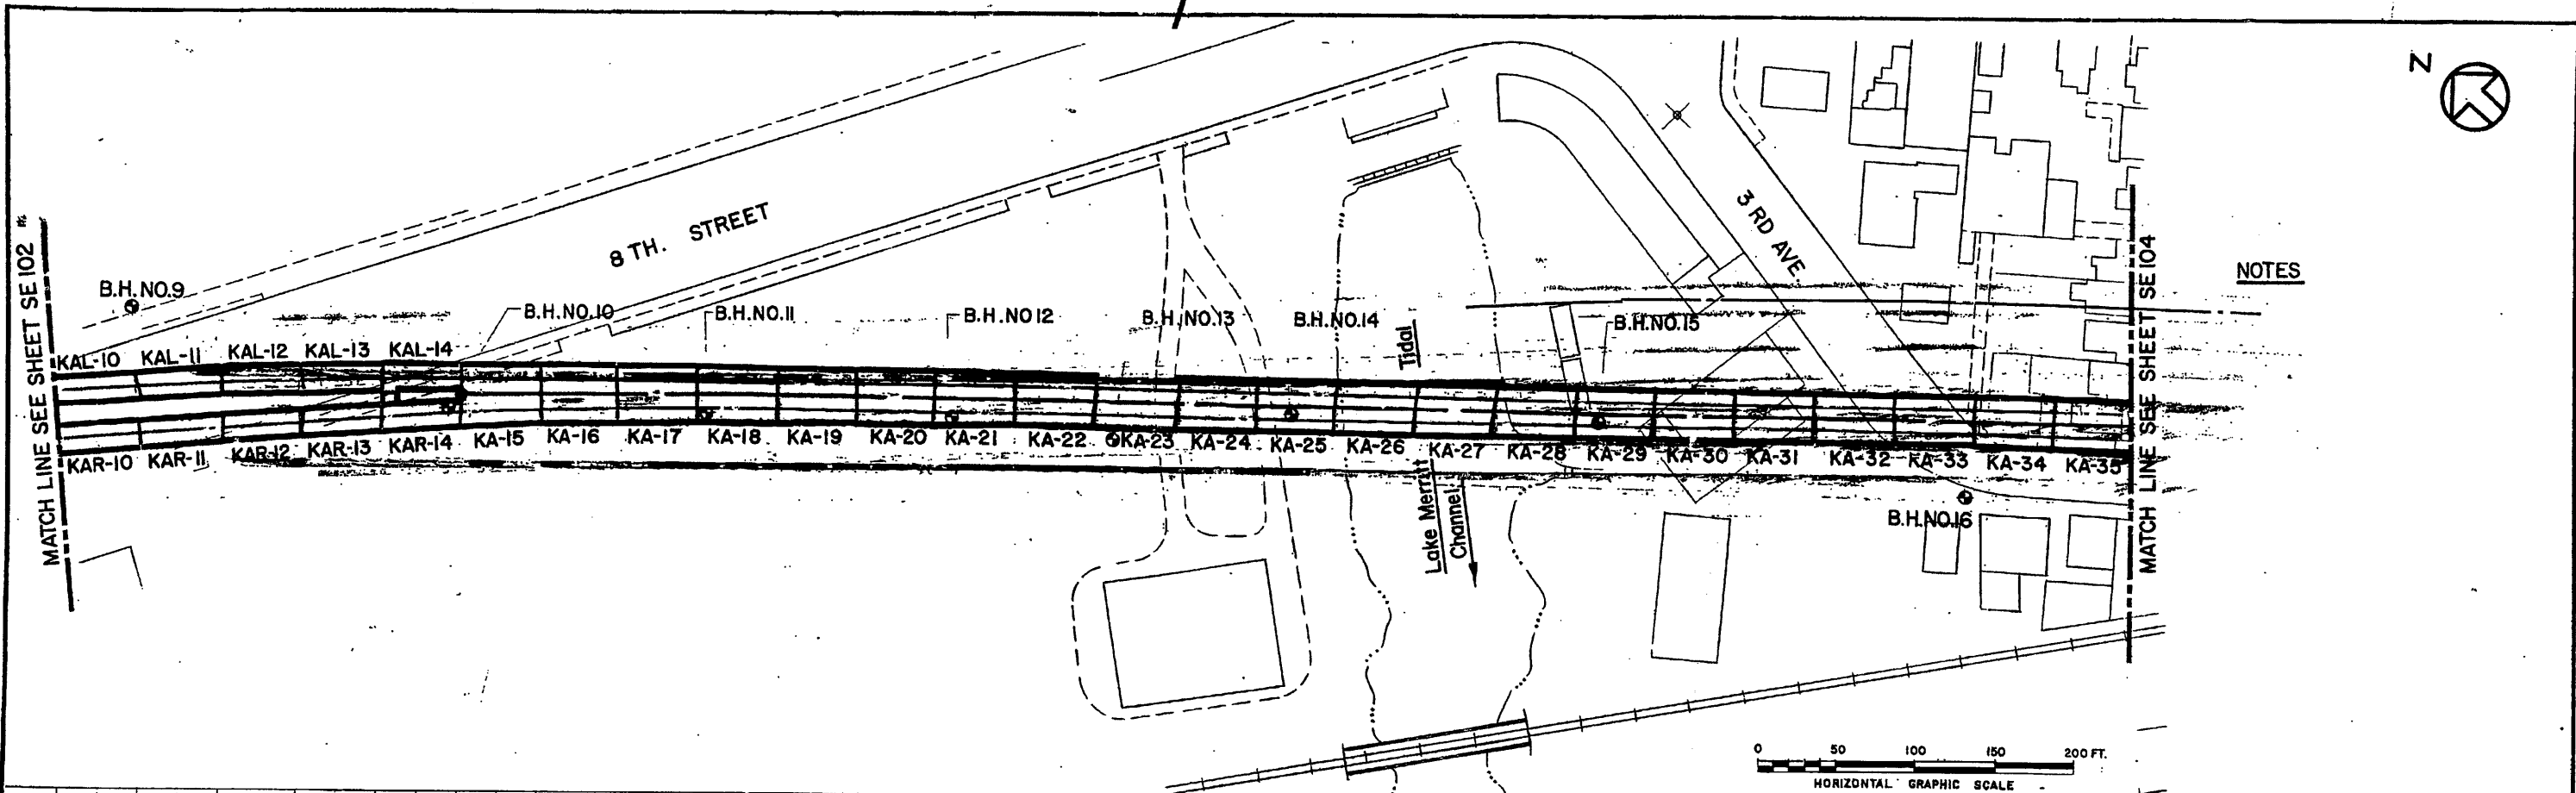 N
8 TH. STREET
3 RD AVE.
MATCH LINE SEE SHEET SE 102
MATCH LINE SEE SHEET SE 104
NOTES
B.H. NO.9
B.H.NO.10
B.H.NO.11
B.H.NO 12
B.H.NO.13
B.H.NO.14
B.H.NO.15
B.H.NO.16
Tidal
Lake Merritt
Channel
KAL-10 KAL-11 KAL-12 KAL-13 KAL-14
KAR-10 KAR-11 KAR-12 KAR-13 KAR-14 KA-15 KA-16 KA-17 KA-18 KA-19 KA-20 KA-21 KA-22 KA-23 KA-24 KA-25 KA-26 KA-27 KA-28 KA-29 KA-30 KA-31 KA-32 KA-33 KA-34 KA-35
0 50 100 150 200 FT.
HORIZONTAL GRAPHIC SCALE